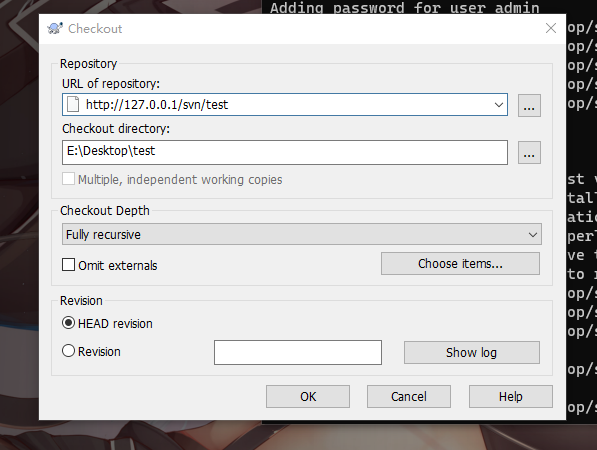 Adding password for user admin
Checkout
op/s
op/s
op/s
op/s
op/s
Repository
URL of repository:
http://127.0.0.1/svn/test
...
Checkout directory:
E:\Desktop\test
...
Multiple, independent working copies
Checkout Depth
Fully recursive
Omit externals
Choose items...
Revision
HEAD revision
Revision
Show log
OK
Cancel
Help
st v
tall
atio
perl
ve t
to r
op/s
op/s
op/s
op/s
op/s